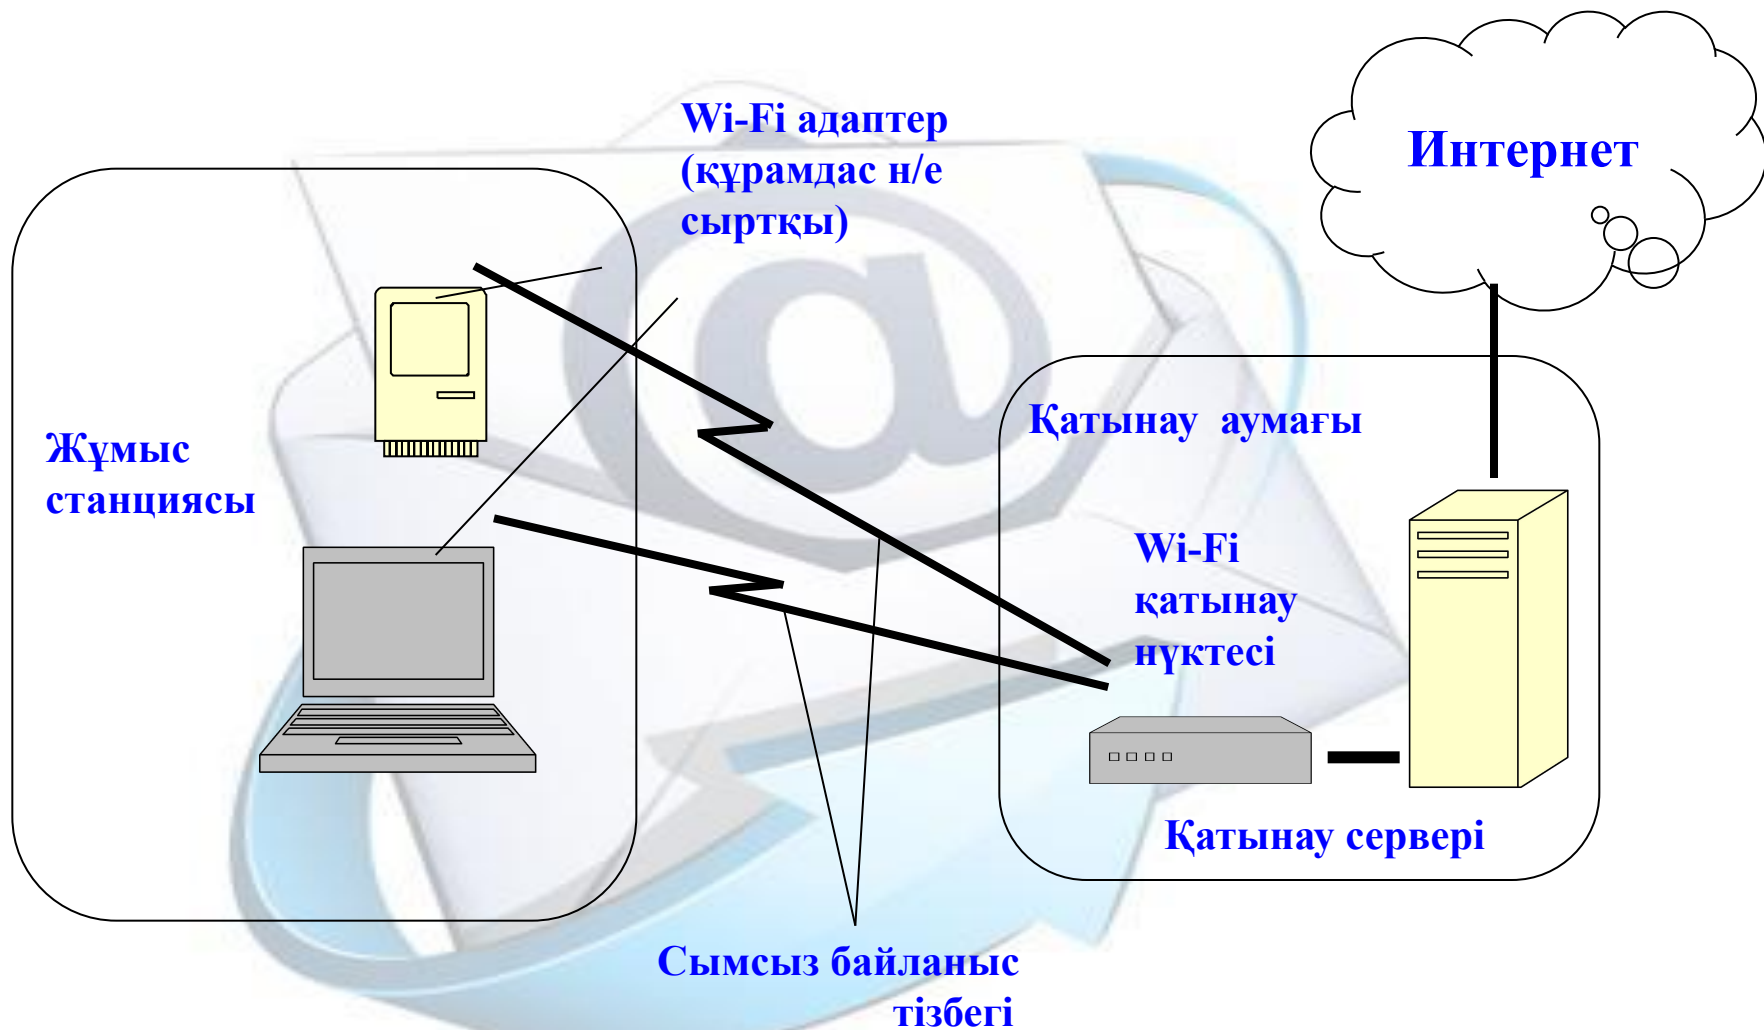 Wi-Fi адаптер
(құрамдас н/е
сыртқы)
Интернет
Жұмыс
станциясы
Қатынау аумағы
Wi-Fi
қатынау
нүктесі
Қатынау сервері
Сымсыз байланыс
тізбегі